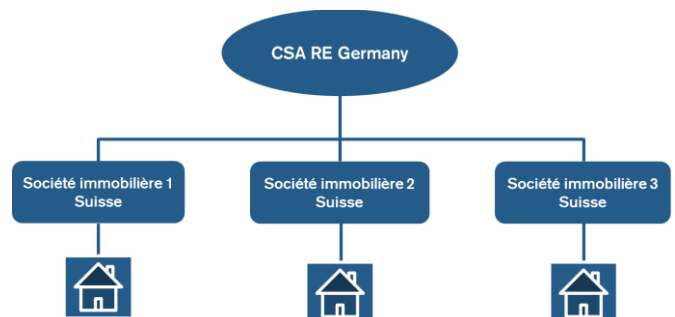 CSA RE Germany
Société immobilière 1
Suisse
Société immobilière 2
Suisse
Société immobilière 3
Suisse